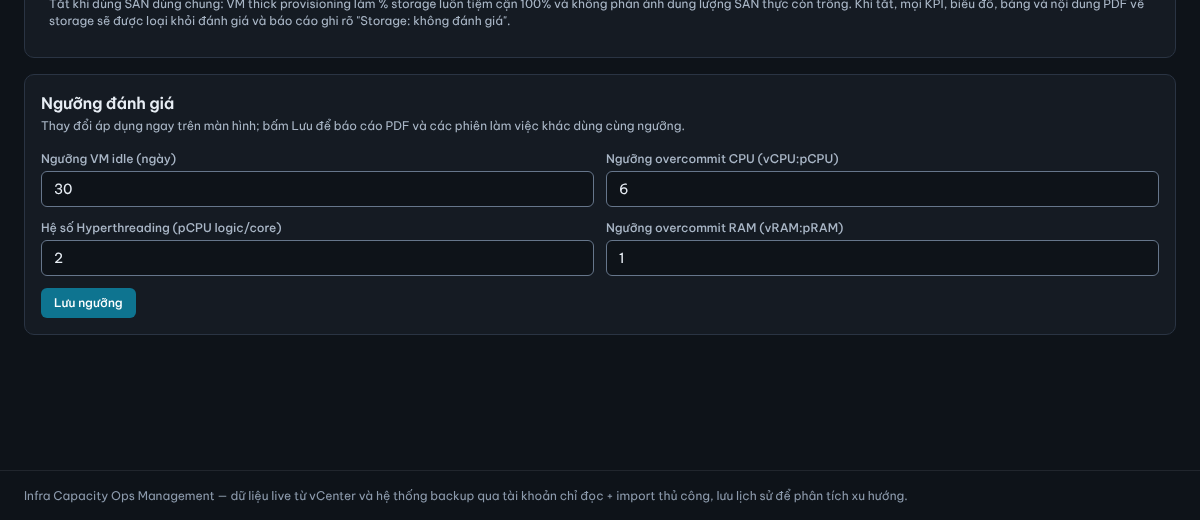 Tắt khi dùng SAN dùng chung: VM thick provisioning làm % storage luôn tiệm cận 100% và không phản ánh dung lượng SAN thực còn trống. Khi tắt, mọi KPI, biểu đồ, bảng và nội dung PDF về
storage sẽ được loại khỏi đánh giá và báo cáo ghi rõ "Storage: không đánh giá".
Ngưỡng đánh giá
Thay đổi áp dụng ngay trên màn hình; bấm Lưu để báo cáo PDF và các phiên làm việc khác dùng cùng ngưỡng.
Ngưỡng VM idle (ngày)
30
Ngưỡng overcommit CPU (vCPU:pCPU)
6
Hệ số Hyperthreading (pCPU logic/core)
2
Ngưỡng overcommit RAM (vRAM:pRAM)
1
Lưu ngưỡng
Infra Capacity Ops Management — dữ liệu live từ vCenter và hệ thống backup qua tài khoản chỉ đọc + import thủ công, lưu lịch sử để phân tích xu hướng.